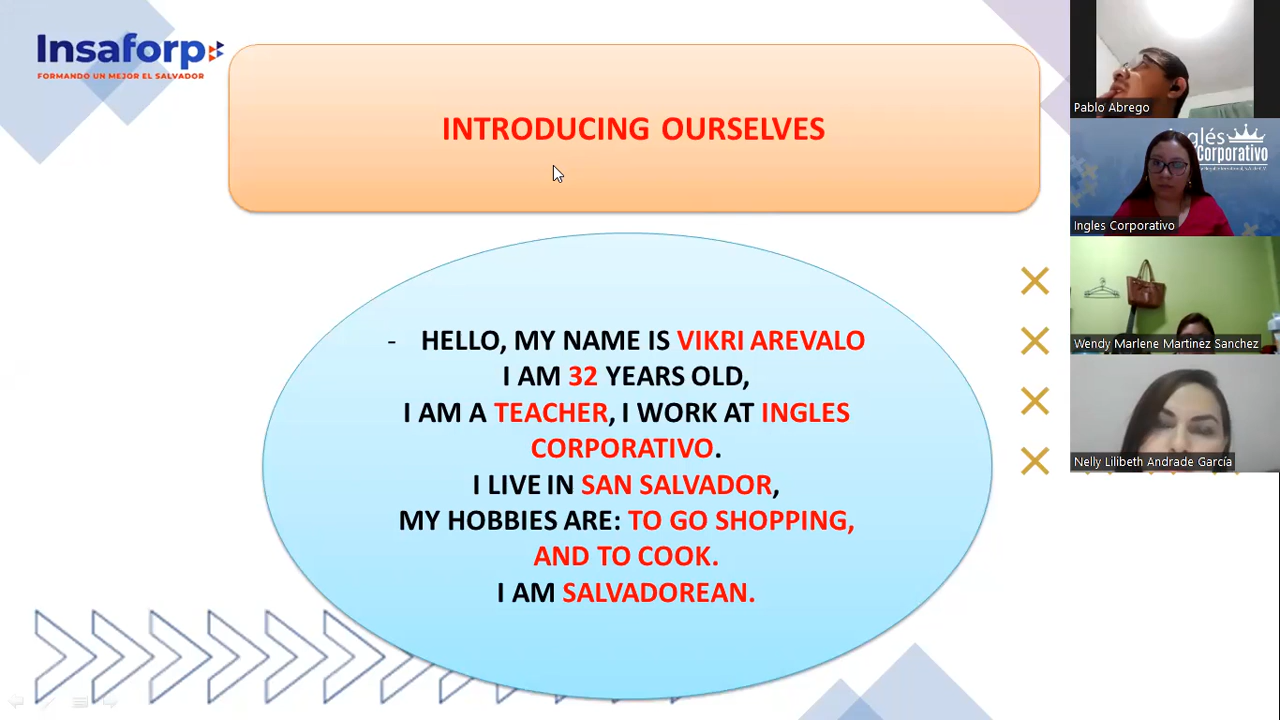 Insaforp
FORMANDO UN MEJOR EL SALVADOR
INTRODUCING OURSELVES
- HELLO, MY NAME IS VIKRI AREVALO
I AM 32 YEARS OLD,
I AM A TEACHER, I WORK AT INGLES
CORPORATIVO.
I LIVE IN SAN SALVADOR,
MY HOBBIES ARE: TO GO SHOPPING,
AND TO COOK.
I AM SALVADOREAN.
Pablo Abrego
Inglés
Corporativo
Ingles Corporativo
Wendy Marlene Martinez Sanchez
Nelly Lilibeth Andrade García